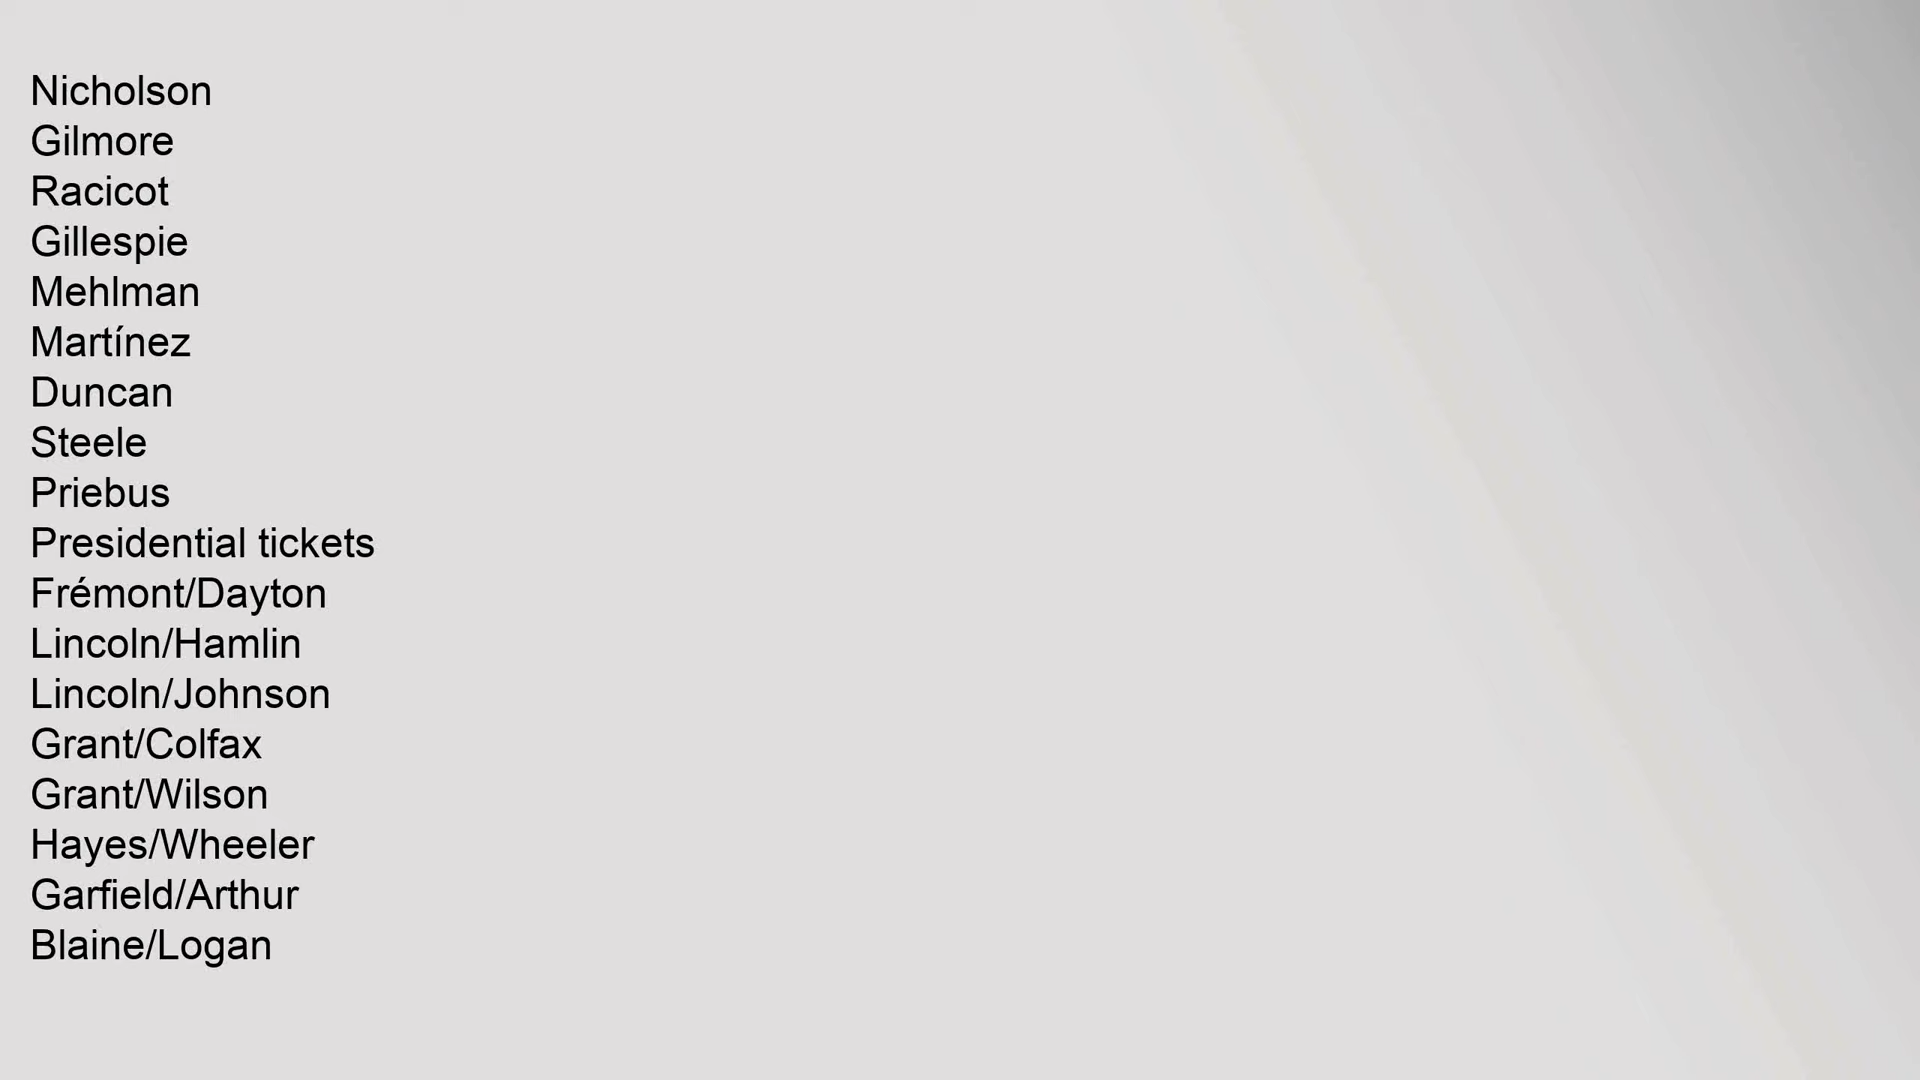 Nicholson
Gilmore
Racicot
Gillespie
Mehlman
Martínez
Duncan
Steele
Priebus
Presidential tickets
Frémont/Dayton
Lincoln/Hamlin
Lincoln/Johnson
Grant/Colfax
Grant/Wilson
Hayes/Wheeler
Garfield/Arthur
Blaine/Logan